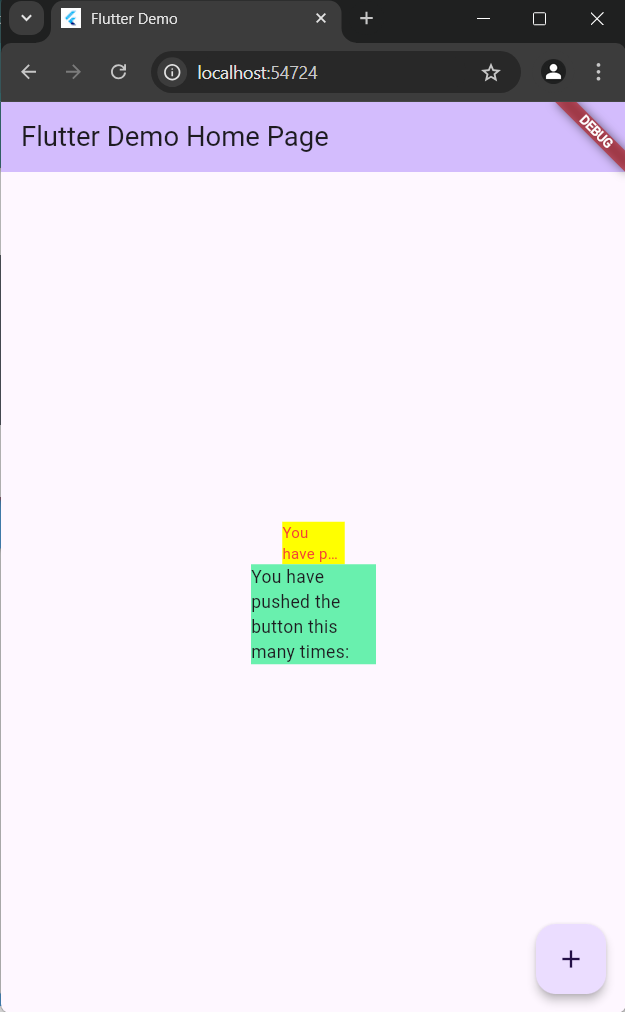 Flutter Demo
localhost:54724
Flutter Demo Home Page
DEBUG
You
have p…
You have
pushed the
button this
many times: